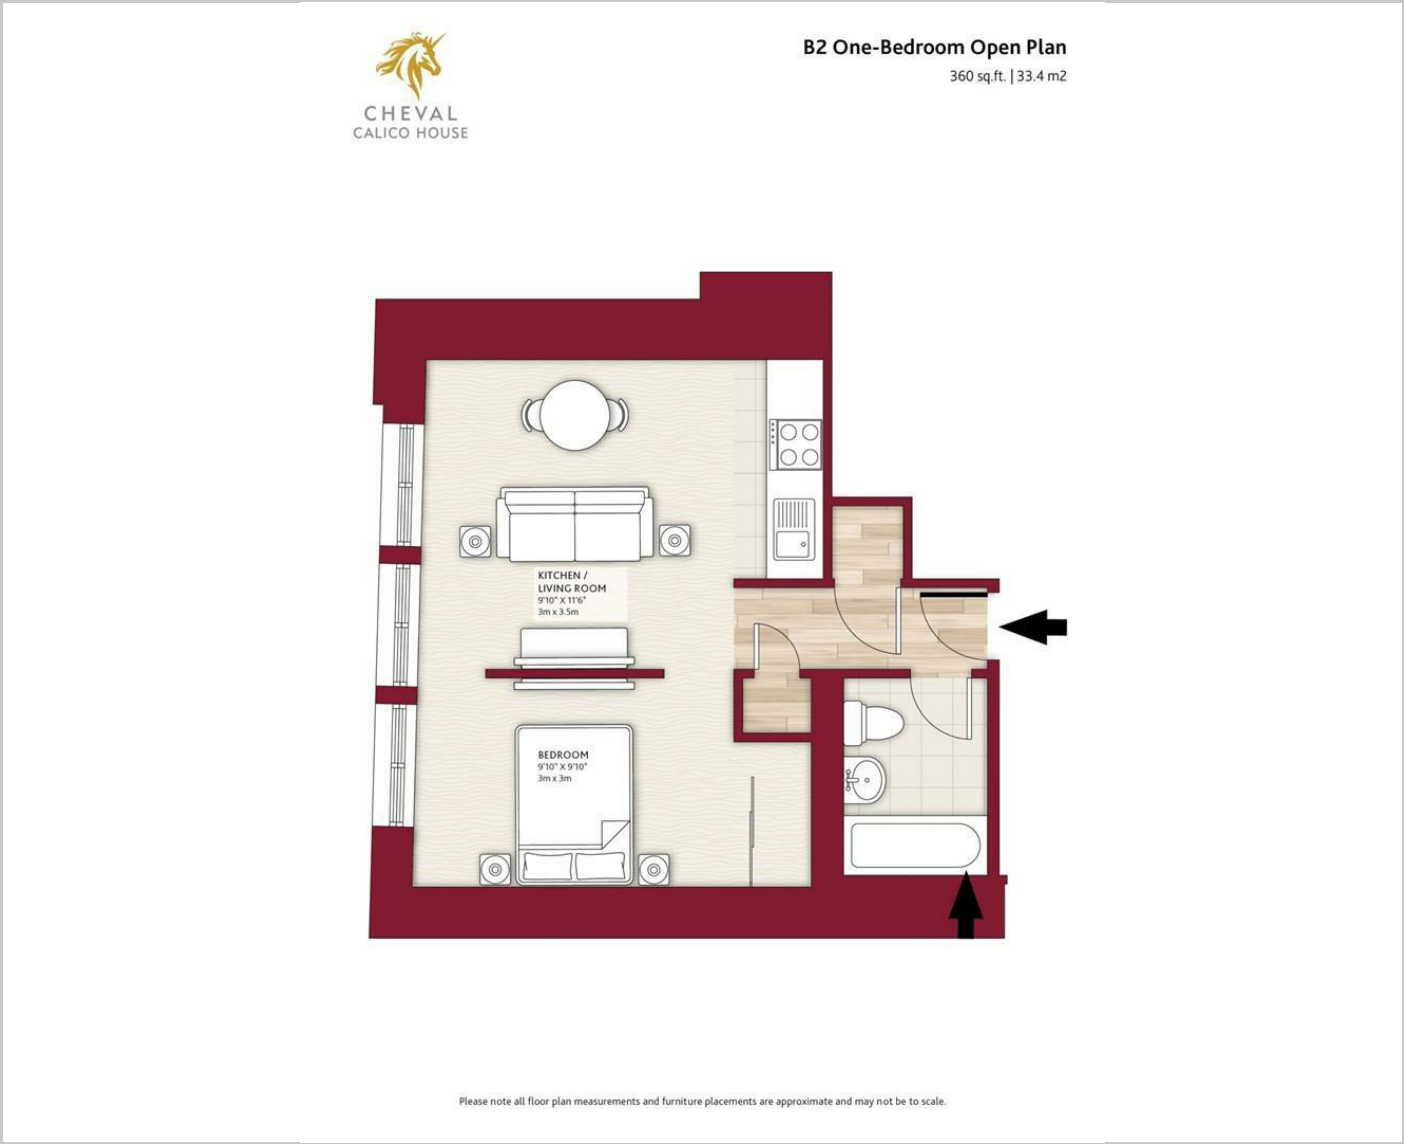 CHEVAL
CALICO HOUSE
B2 One-Bedroom Open Plan
360 sq.ft. | 33.4 m2
KITCHEN /
LIVING ROOM
9'10" X 11'6"
3m x 3.5m
BEDROOM
9'10" X 9'10"
3m x 3m
Please note all floor plan measurements and furniture placements are approximate and may not be to scale.